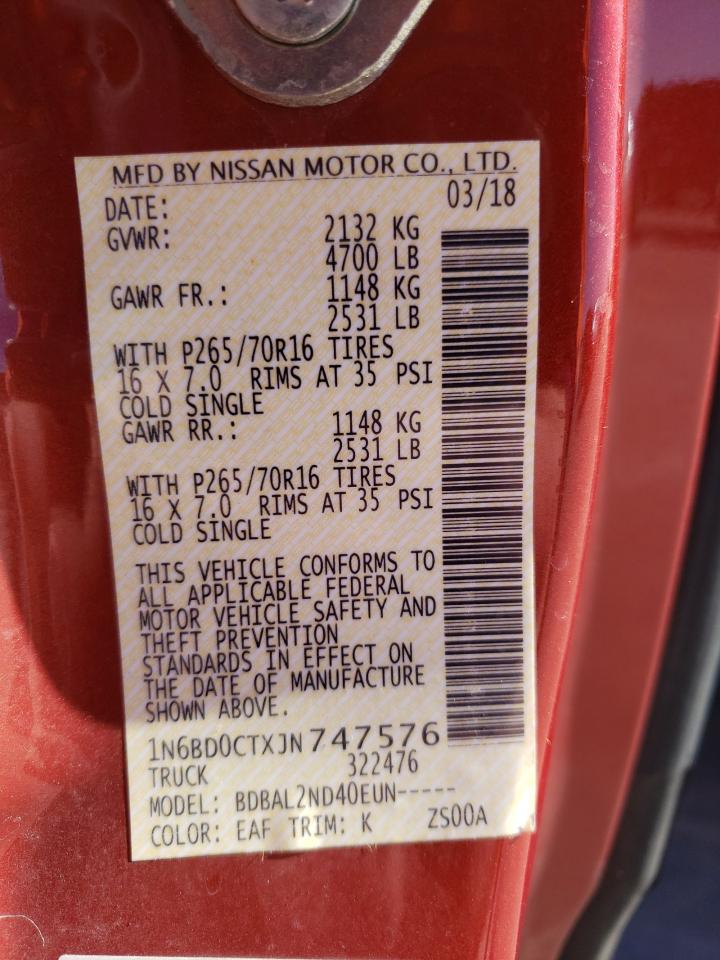 MFD BY NISSAN MOTOR CO., LTD.
DATE: 03/18
GVWR: 2132 KG
4700 LB
GAWR FR.: 1148 KG
2531 LB
WITH P265/70R16 TIRES
16 X 7.0 RIMS AT 35 PSI
COLD SINGLE
GAWR RR.: 1148 KG
2531 LB
WITH P265/70R16 TIRES
16 X 7.0 RIMS AT 35 PSI
COLD SINGLE
THIS VEHICLE CONFORMS TO
ALL APPLICABLE FEDERAL
MOTOR VEHICLE SAFETY AND
THEFT PREVENTION
STANDARDS IN EFFECT ON
THE DATE OF MANUFACTURE
SHOWN ABOVE.
1N6BD0CTXJN747576
TRUCK 322476
MODEL: BDBAL2ND40EUN-----
COLOR: EAF TRIM: K ZS00A